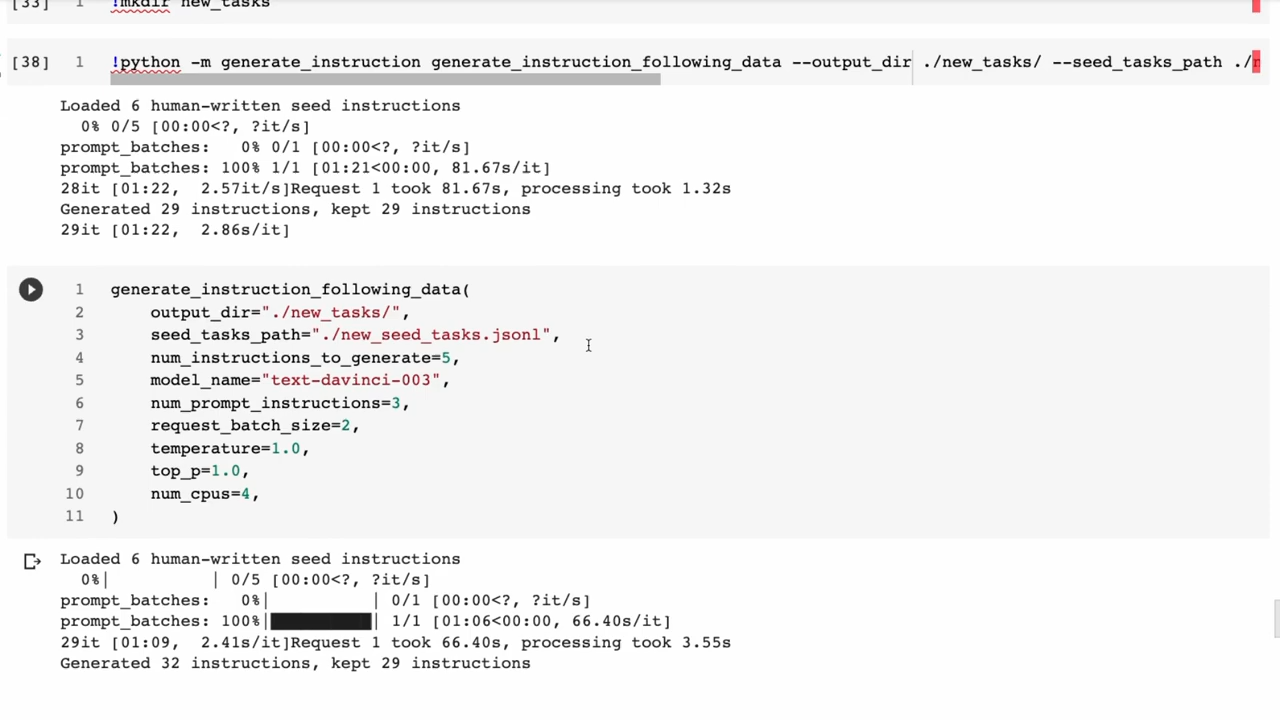 [33] 1 !mkdir new_tasks
[38] 1 !python -m generate_instruction generate_instruction_following_data --output_dir ./new_tasks/ --seed_tasks_path ./
Loaded 6 human-written seed instructions
0% 0/5 [00:00<?, ?it/s]
prompt_batches: 0% 0/1 [00:00<?, ?it/s]
prompt_batches: 100% 1/1 [01:21<00:00, 81.67s/it]
28it [01:22, 2.57it/s]Request 1 took 81.67s, processing took 1.32s
Generated 29 instructions, kept 29 instructions
29it [01:22, 2.86s/it]
1 generate_instruction_following_data(
2 output_dir="./new_tasks/",
3 seed_tasks_path="./new_seed_tasks.jsonl",
4 num_instructions_to_generate=5,
5 model_name="text-davinci-003",
6 num_prompt_instructions=3,
7 request_batch_size=2,
8 temperature=1.0,
9 top_p=1.0,
10 num_cpus=4,
11 )
Loaded 6 human-written seed instructions
0%| | 0/5 [00:00<?, ?it/s]
prompt_batches: 0%| | 0/1 [00:00<?, ?it/s]
prompt_batches: 100%|██████████| 1/1 [01:06<00:00, 66.40s/it]
29it [01:09, 2.41s/it]Request 1 took 66.40s, processing took 3.55s
Generated 32 instructions, kept 29 instructions